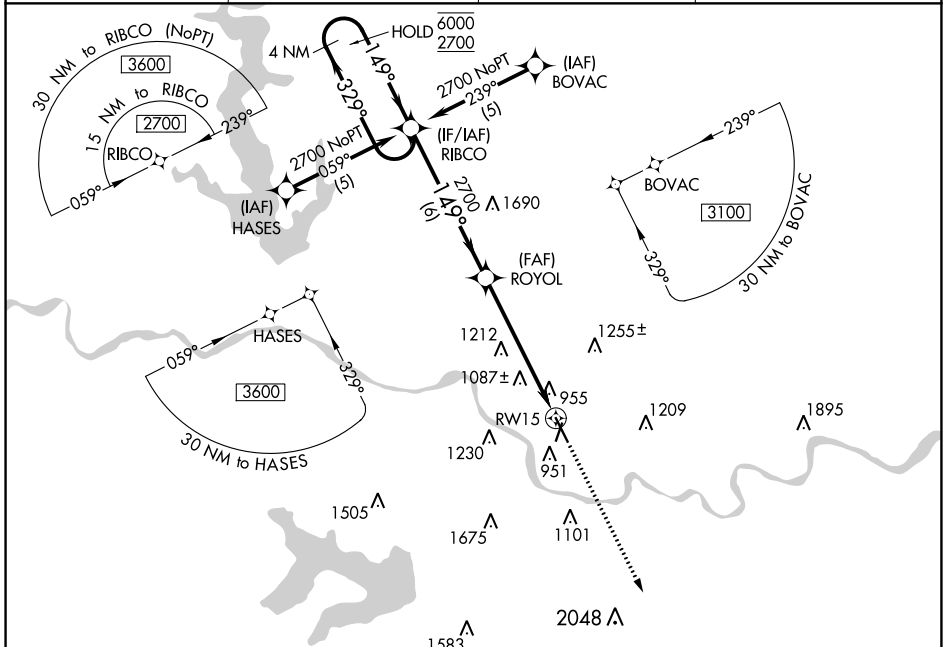 30 NM to RIBCO (NoPT)
3600
15 NM to RIBCO
2700
RIBCO
239°
059°
4 NM
HOLD
6000
2700
149°
329°
2700 NoPT
239°
(5)
(IAF)
BOVAC
(IF/IAF)
RIBCO
2700 NoPT
059°
(5)
(IAF)
HASES
2700
149°
(6)
1690
239°
BOVAC
3100
329°
30 NM to BOVAC
(FAF)
ROYOL
HASES
059°
329°
3600
30 NM to HASES
1212
1255±
1087±
955
RW15
1209
1895
1230
951
1505
1675
1101
2048
1583